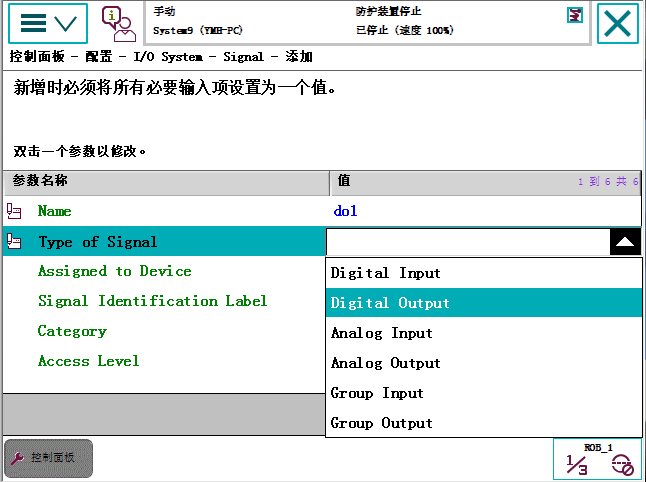 手动
防护装置停止
System9 (YMH-PC)
已停止 (速度 100%)
控制面板 - 配置 - I/O System - Signal - 添加
新增时必须将所有必要输入项设置为一个值。
双击一个参数以修改。
参数名称
值
1 到 6 共 6
Name
do1
Type of Signal
Assigned to Device
Signal Identification Label
Category
Access Level
Digital Input
Digital Output
Analog Input
Analog Output
Group Input
Group Output
控制面板
ROB_1
1/3